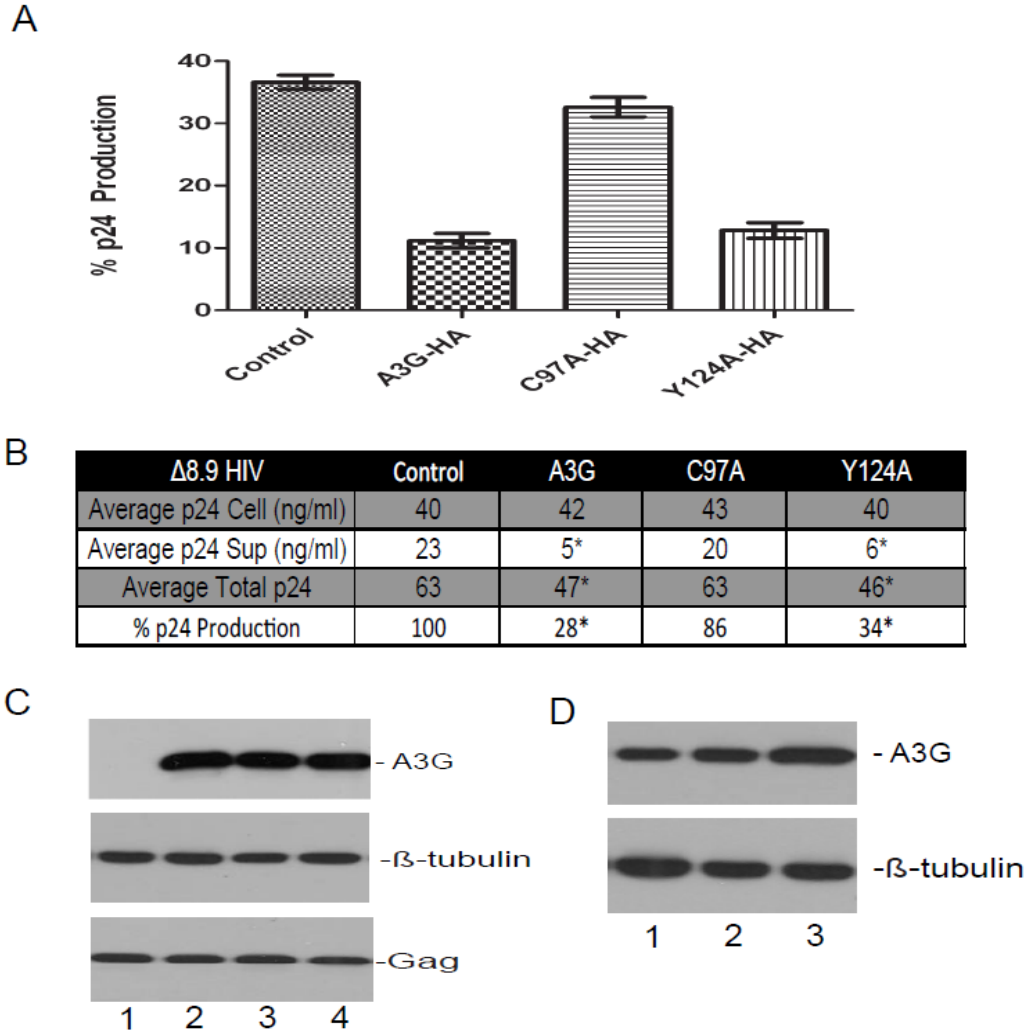 A
40
30
20
10
0
% p24 Production
Control
A3G-HA
C97A-HA
Y124A-HA
B
Δ8.9 HIV Control A3G C97A Y124A
Average p24 Cell (ng/ml) 40 42 43 40
Average p24 Sup (ng/ml) 23 5* 20 6*
Average Total p24 63 47* 63 46*
% p24 Production 100 28* 86 34*
C
- A3G
-ß-tubulin
-Gag
1 2 3 4
D
- A3G
-ß-tubulin
1 2 3